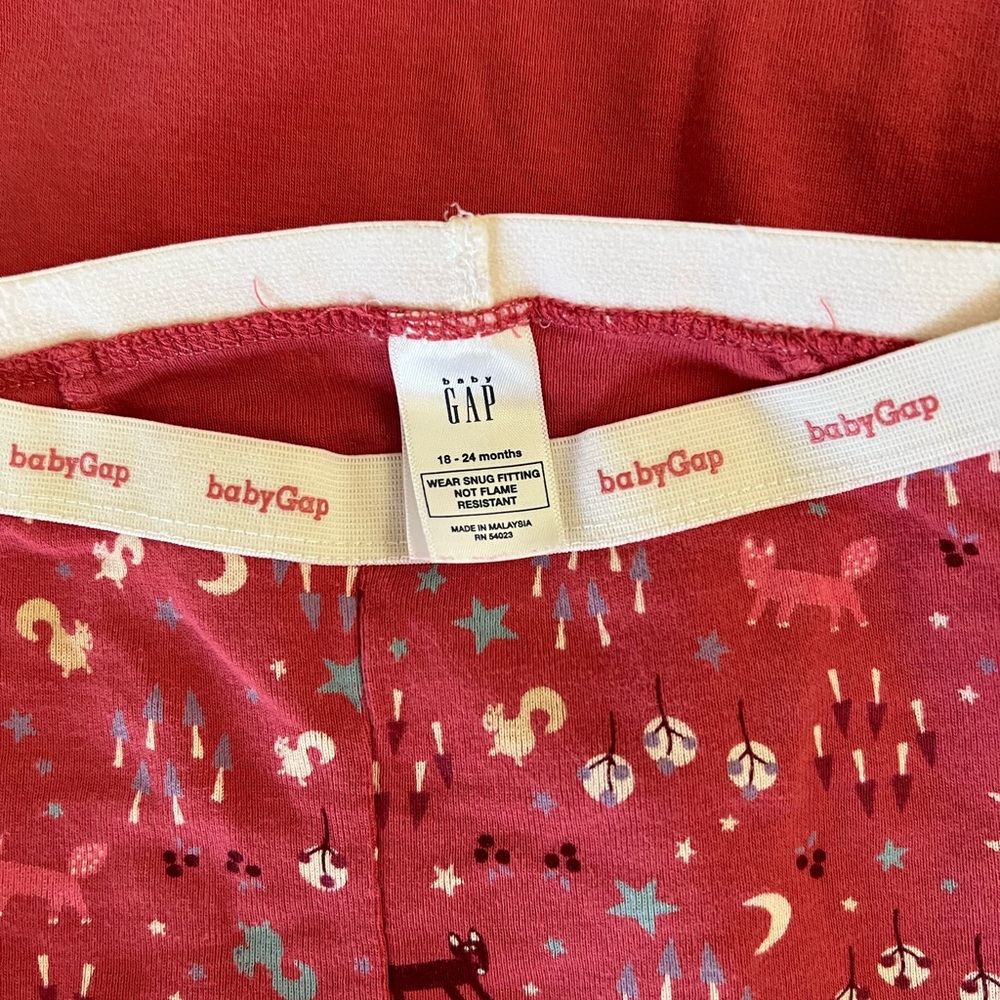 baby
GAP
18 - 24 months
WEAR SNUG FITTING
NOT FLAME
RESISTANT
MADE IN MALAYSIA
RN 54023
babyGap
babyGap
babyGap
babyGap